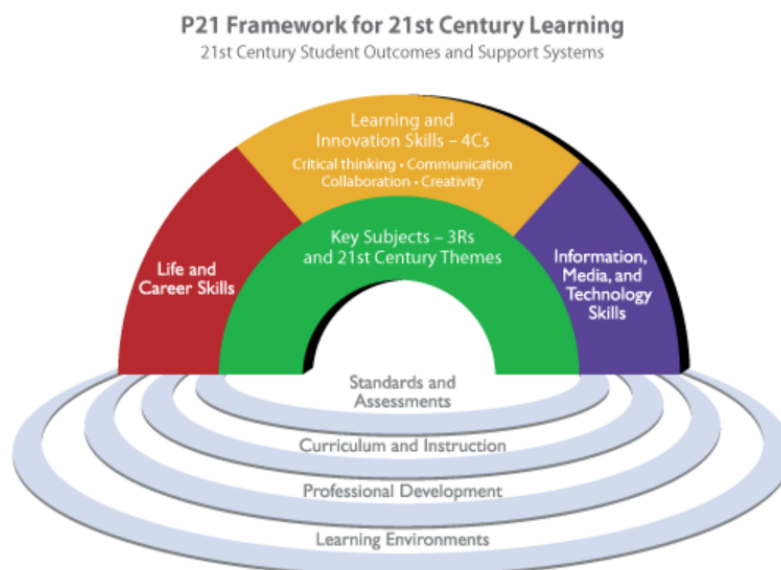 P21 Framework for 21st Century Learning
21st Century Student Outcomes and Support Systems
Learning and
Innovation Skills – 4Cs
Critical thinking • Communication
Collaboration • Creativity
Key Subjects – 3Rs
and 21st Century Themes
Life and
Career Skills
Information,
Media, and
Technology
Skills
Standards and
Assessments
Curriculum and Instruction
Professional Development
Learning Environments